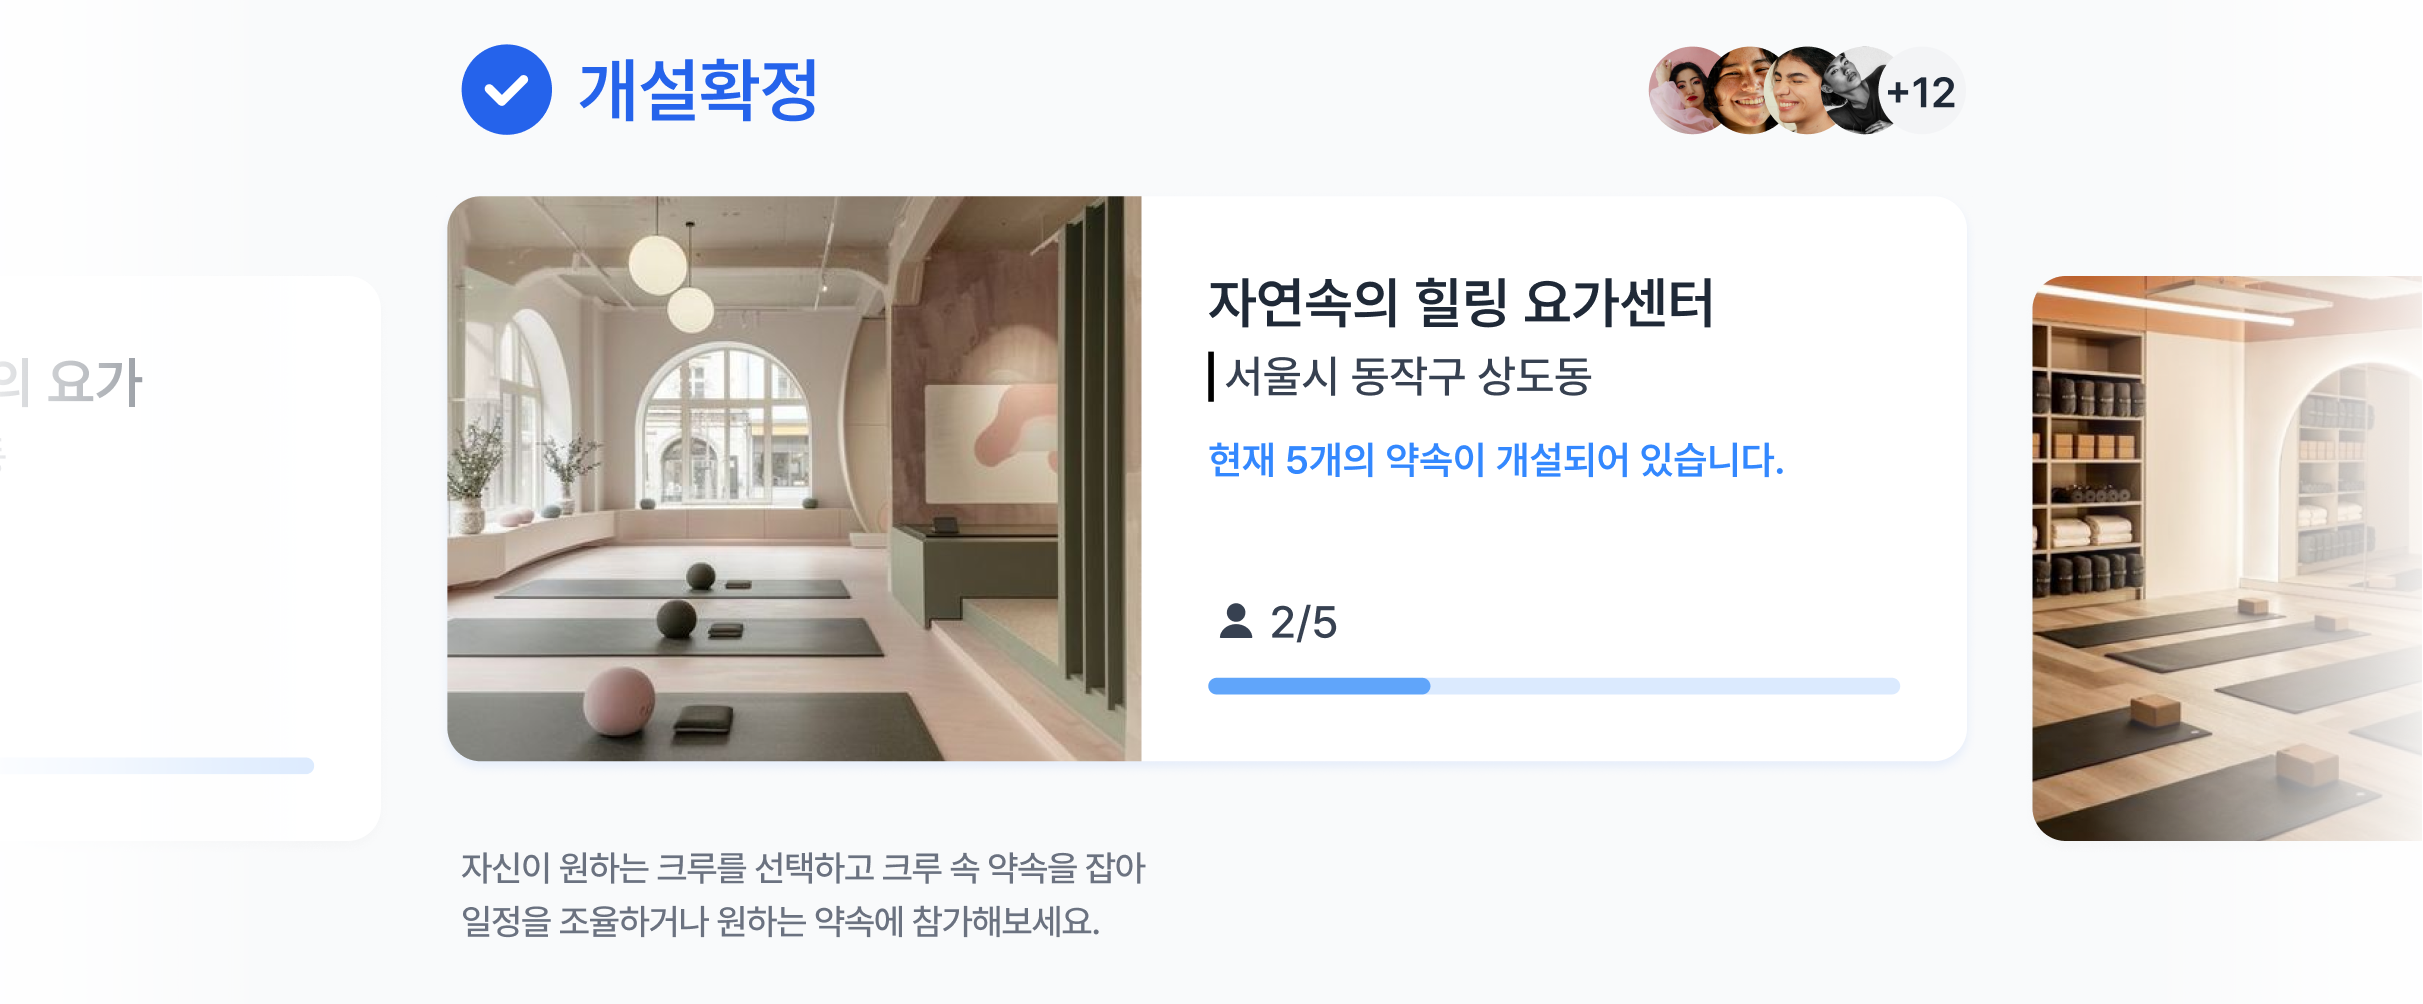 개설확정
+12
의 요가
자연속의 힐링 요가센터
서울시 동작구 상도동
현재 5개의 약속이 개설되어 있습니다.
2/5
자신이 원하는 크루를 선택하고 크루 속 약속을 잡아
일정을 조율하거나 원하는 약속에 참가해보세요.